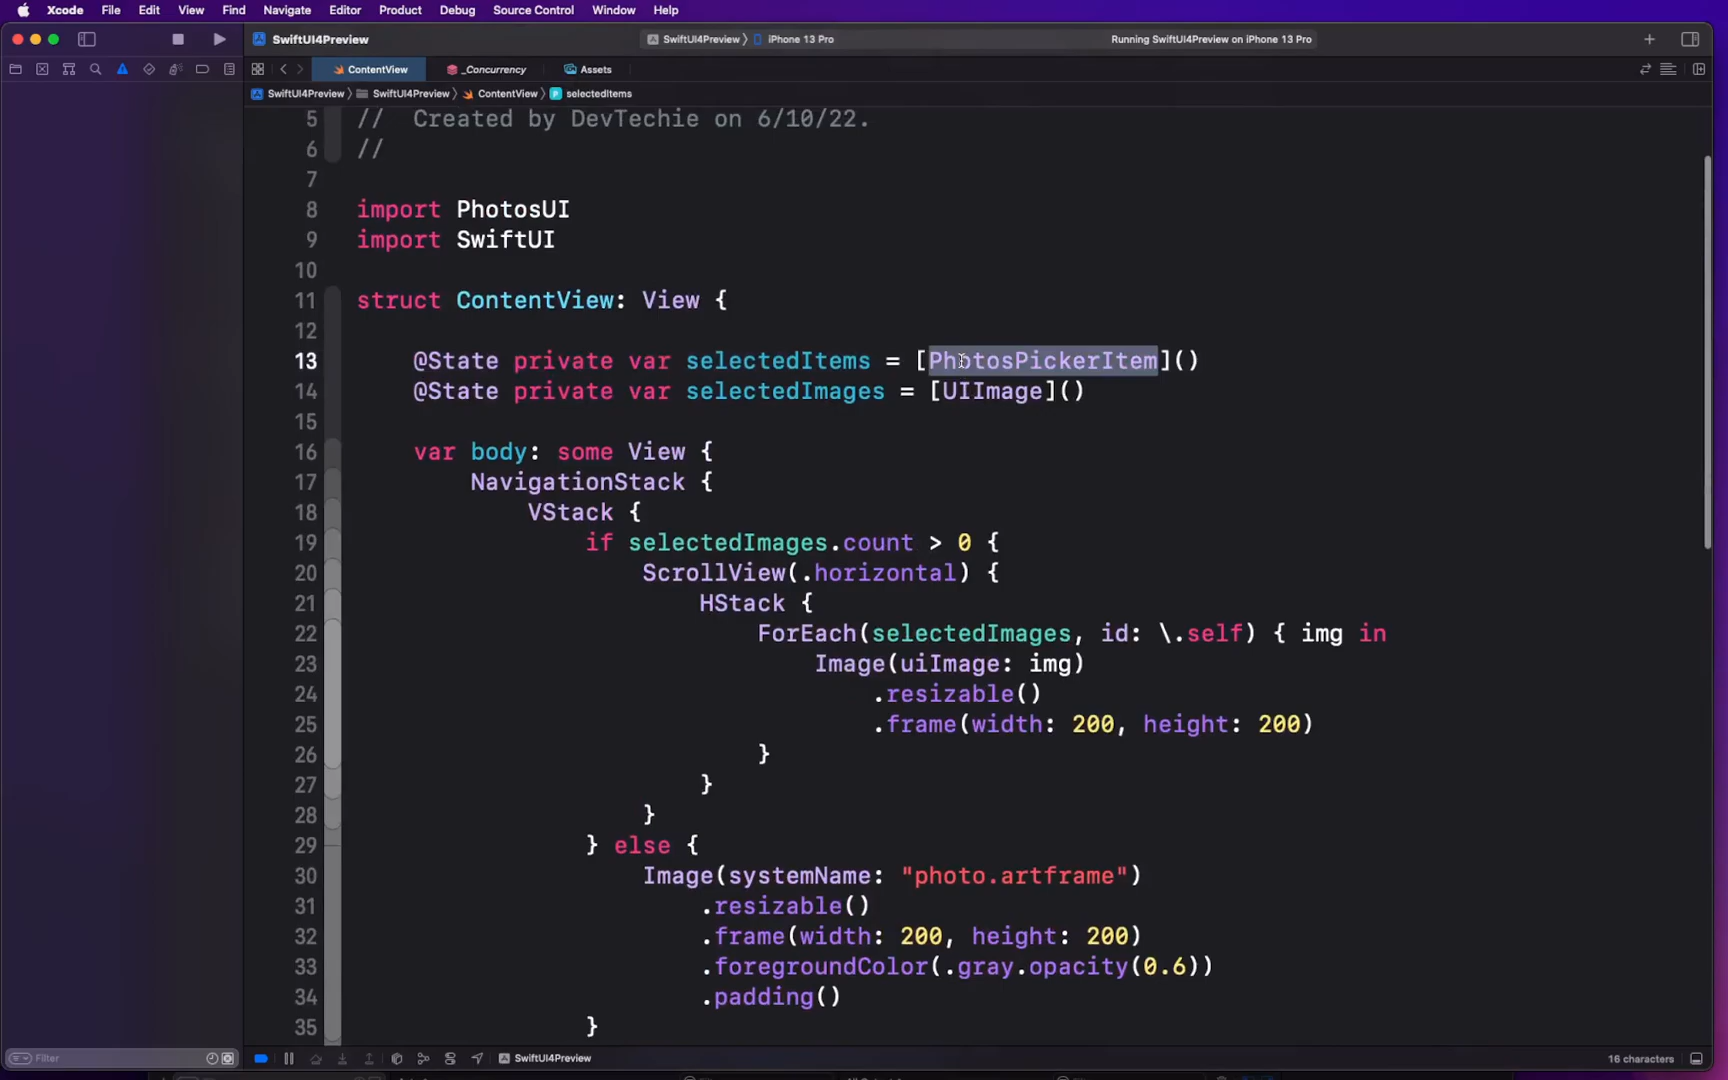 Xcode File Edit View Find Navigate Editor Product Debug Source Control Window Help
SwiftUI4Preview SwiftUI4Preview 〉 iPhone 13 Pro Running SwiftUI4Preview on iPhone 13 Pro
ContentView _Concurrency Assets
SwiftUI4Preview 〉 SwiftUI4Preview 〉 ContentView 〉 P selectedItems
5 //  Created by DevTechie on 6/10/22.
6 //
7
8 import PhotosUI
9 import SwiftUI
10
11 struct ContentView: View {
12
13 @State private var selectedItems = [PhotosPickerItem]()
14 @State private var selectedImages = [UIImage]()
15
16 var body: some View {
17 NavigationStack {
18 VStack {
19 if selectedImages.count > 0 {
20 ScrollView(.horizontal) {
21 HStack {
22 ForEach(selectedImages, id: \.self) { img in
23 Image(uiImage: img)
24 .resizable()
25 .frame(width: 200, height: 200)
26 }
27 }
28 }
29 } else {
30 Image(systemName: "photo.artframe")
31 .resizable()
32 .frame(width: 200, height: 200)
33 .foregroundColor(.gray.opacity(0.6))
34 .padding()
35 }
Filter SwiftUI4Preview 16 characters